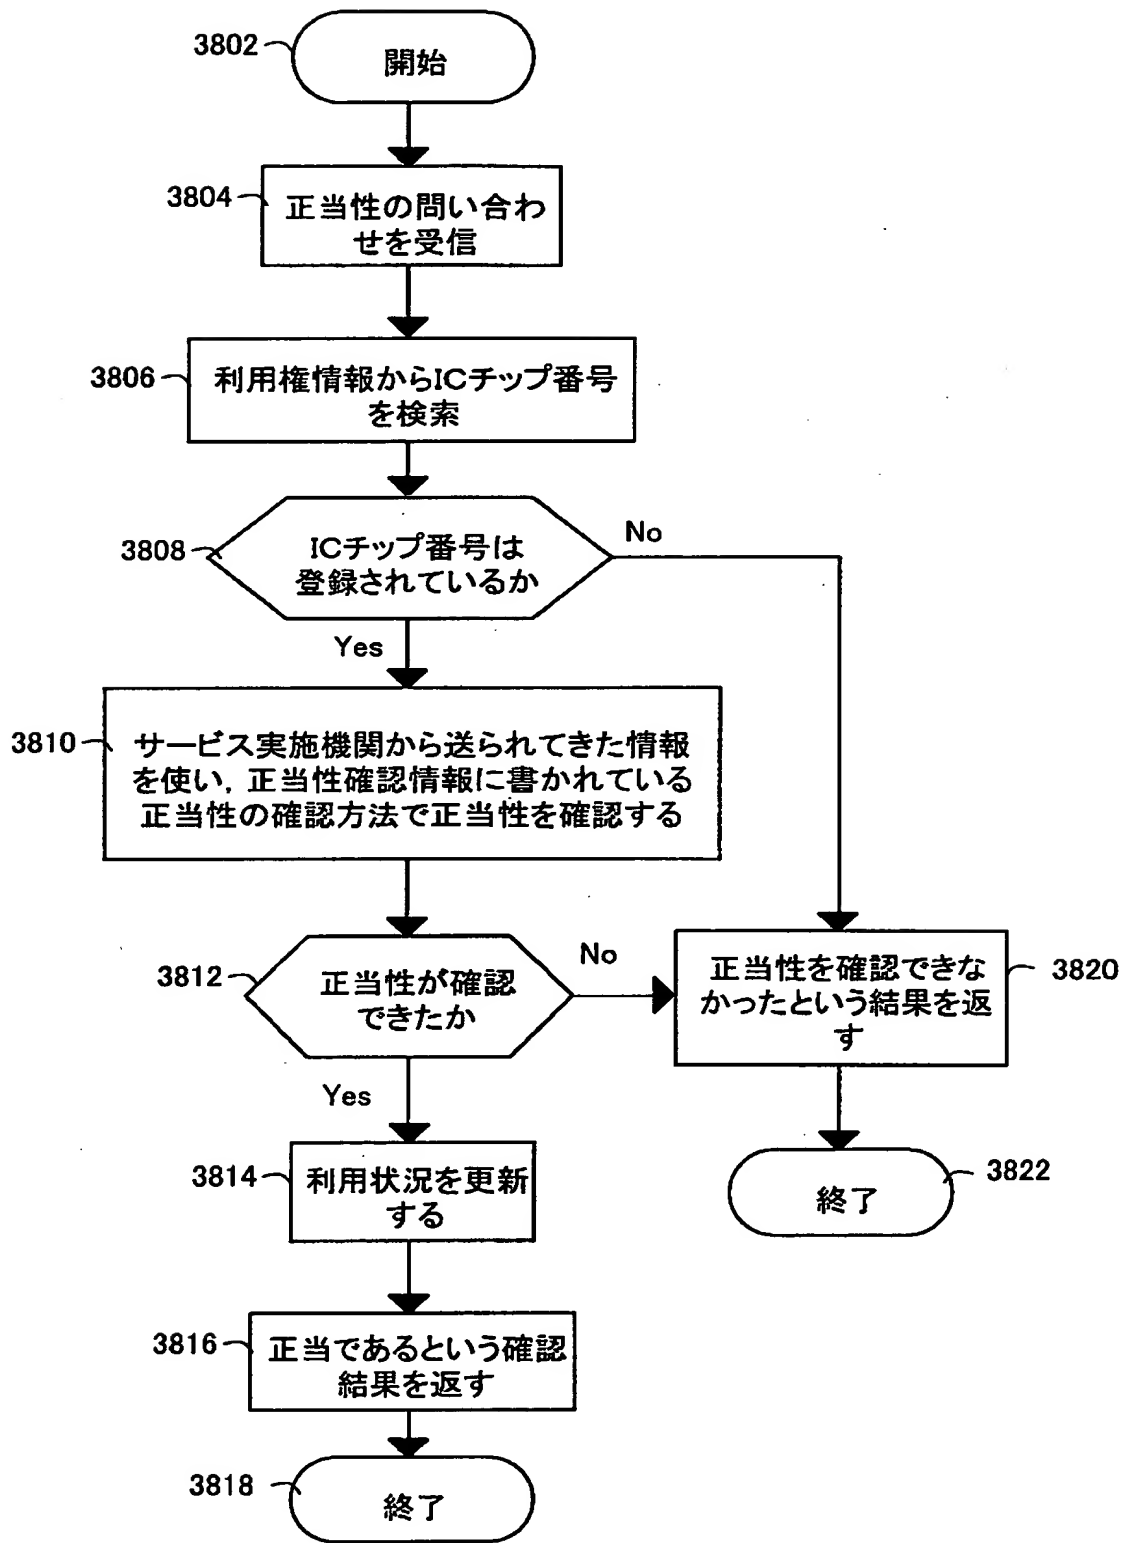 3802
開始
3804
正当性の問い合わ
せを受信
3806
利用権情報からICチップ番号
を検索
3808
ICチップ番号は
登録されているか
No
Yes
3810
サービス実施機関から送られてきた情報
を使い，正当性確認情報に書かれている
正当性の確認方法で正当性を確認する
3812
正当性が確認
できたか
No
正当性を確認できな
かったという結果を返
す
3820
Yes
3814
利用状況を更新
する
終了
3822
3816
正当であるという確認
結果を返す
3818
終了